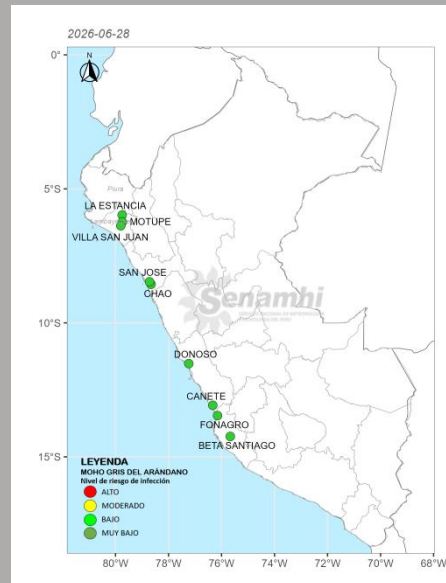 2026-06-28
N
0°
Piura
LA ESTANCIA
5°S
MOTUPE
VILLA SAN JUAN
SAN JOSE
CHAO
Senamhi
10°S
DONOSO
CAÑETE
FONAGRO
BETA SANTIAGO
15°S
LEYENDA
MOHO GRIS DEL ARÁNDANO
Nivel de riesgo de infección
ALTO
MODERADO
BAJO
MUY BAJO
80°W 78°W 76°W 74°W 72°W 70°W 68°W